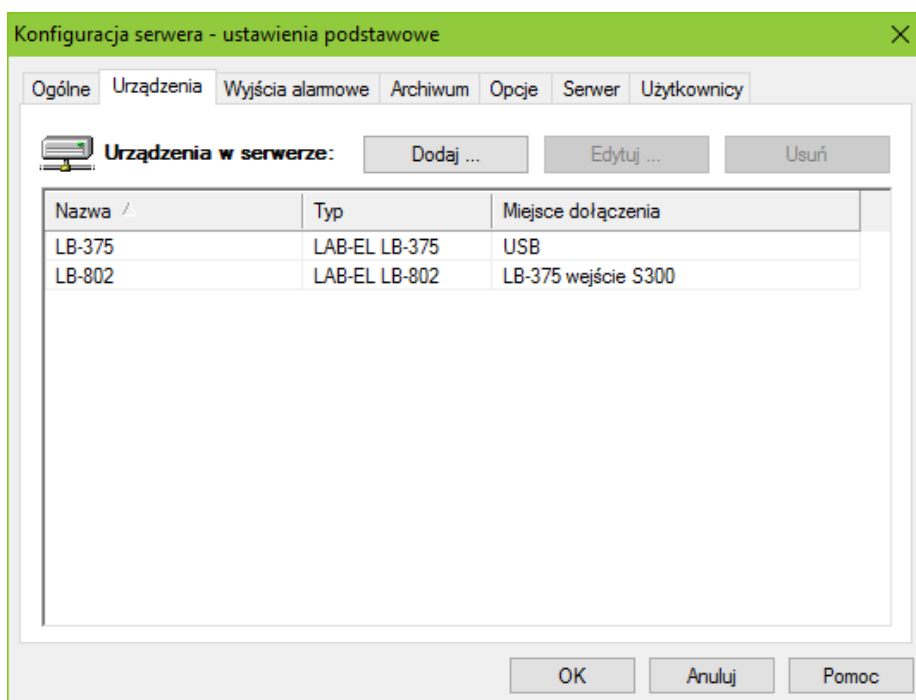 Konfiguracja serwera - ustawienia podstawowe
Ogólne Urządzenia Wyjścia alarmowe Archiwum Opcje Serwer Użytkownicy
Urządzenia w serwerze: Dodaj ... Edytuj ... Usuń
Nazwa Typ Miejsce dołączenia
LB-375 LAB-EL LB-375 USB
LB-802 LAB-EL LB-802 LB-375 wejście S300
OK Anuluj Pomoc